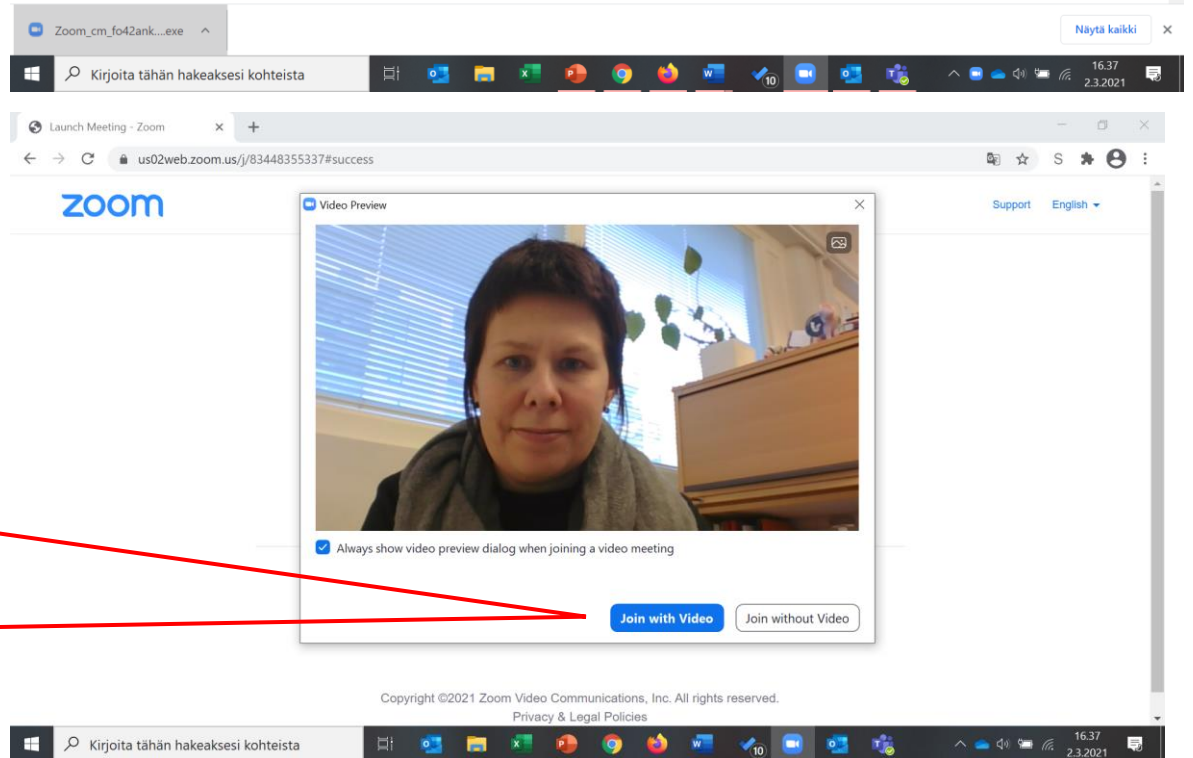 Zoom_cm_fo42ank....exe
Näytä kaikki
Kirjoita tähän hakeaksesi kohteista
10
16.37
2.3.2021
Launch Meeting - Zoom
us02web.zoom.us/j/83448355337#success
S
zoom
Support English
Video Preview
Always show video preview dialog when joining a video meeting
Join with Video Join without Video
Copyright ©2021 Zoom Video Communications, Inc. All rights reserved.
Privacy & Legal Policies
Kirjoita tähän hakeaksesi kohteista
10
16.37
2.3.2021